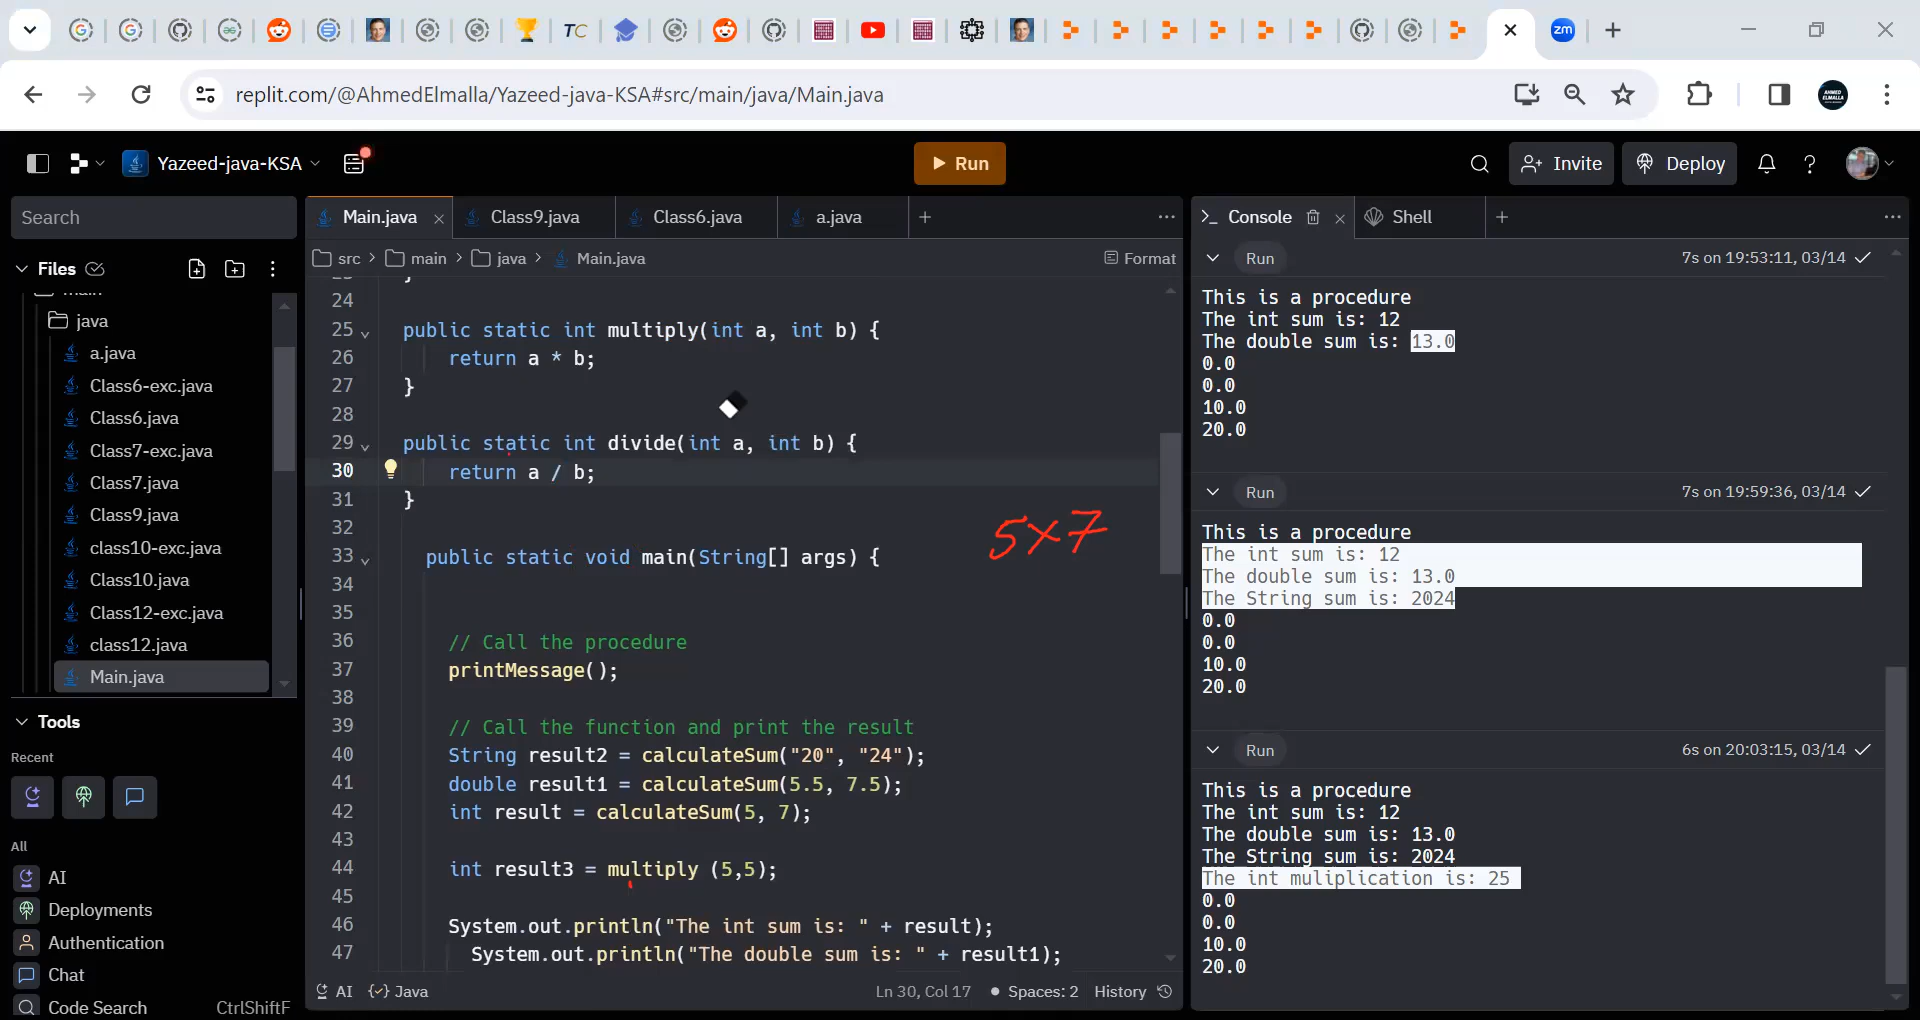 TC
zm
replit.com/@AhmedElmalla/Yazeed-java-KSA#src/main/java/Main.java
Yazeed-java-KSA
Run
Invite
Deploy
Search
Files
java
a.java
Class6-exc.java
Class6.java
Class7-exc.java
Class7.java
Class9.java
class10-exc.java
Class10.java
Class12-exc.java
class12.java
Main.java
Tools
Recent
All
AI
Deployments
Authentication
Chat
Code Search CtrlShiftF
Main.java Class9.java Class6.java a.java
src > main > java > Main.java
Format
24
25 public static int multiply(int a, int b) {
26 return a * b;
27 }
28
29 public static int divide(int a, int b) {
30 return a / b;
31 }
32
5×7
33 public static void main(String[] args) {
34
35
36 // Call the procedure
37 printMessage();
38
39 // Call the function and print the result
40 String result2 = calculateSum("20", "24");
41 double result1 = calculateSum(5.5, 7.5);
42 int result = calculateSum(5, 7);
43
44 int result3 = multiply (5,5);
45
46 System.out.println("The int sum is: " + result);
47 System.out.println("The double sum is: " + result1);
AI Java Ln 30, Col 17 Spaces: 2 History
Console Shell
Run 7s on 19:53:11, 03/14
This is a procedure
The int sum is: 12
The double sum is: 13.0
0.0
0.0
10.0
20.0
Run 7s on 19:59:36, 03/14
This is a procedure
The int sum is: 12
The double sum is: 13.0
The String sum is: 2024
0.0
0.0
10.0
20.0
Run 6s on 20:03:15, 03/14
This is a procedure
The int sum is: 12
The double sum is: 13.0
The String sum is: 2024
The int muliplication is: 25
0.0
0.0
10.0
20.0